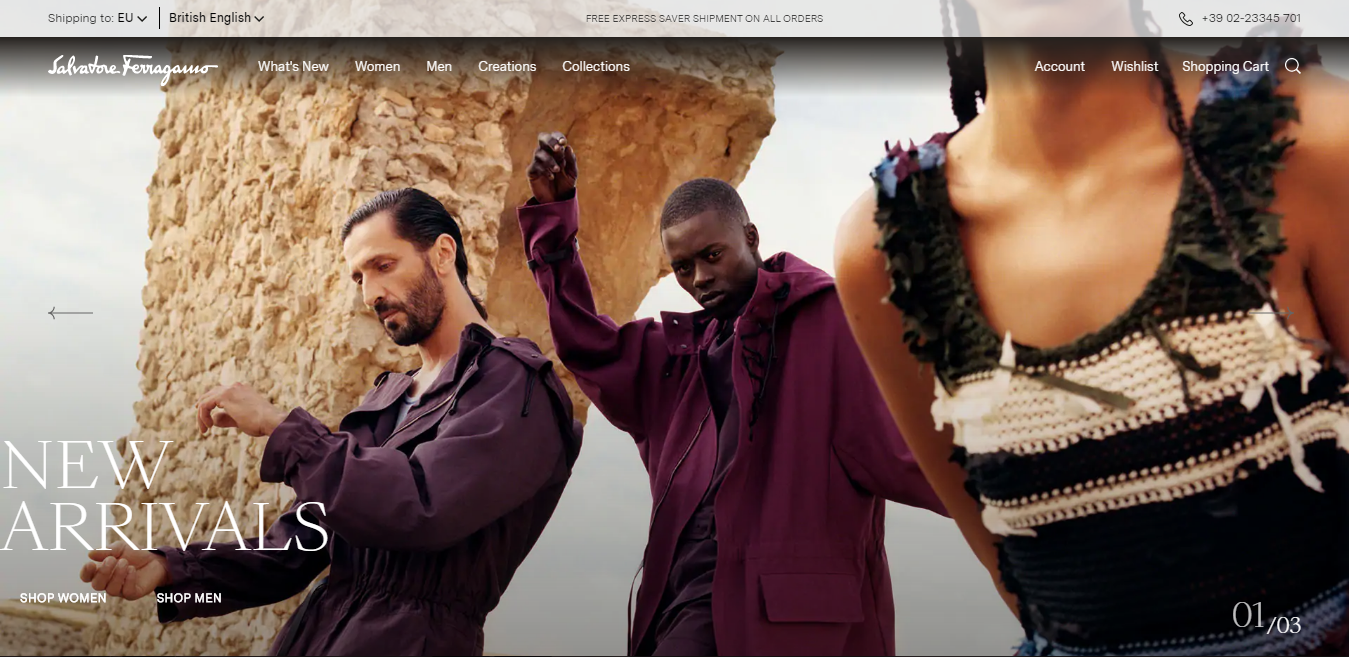 Shipping to: EU
British English
FREE EXPRESS SAVER SHIPMENT ON ALL ORDERS
+39 02-23345 701
Salvatore Ferragamo
What's New
Women
Men
Creations
Collections
Account
Wishlist
Shopping Cart
NEW
ARRIVALS
SHOP WOMEN
SHOP MEN
01/03